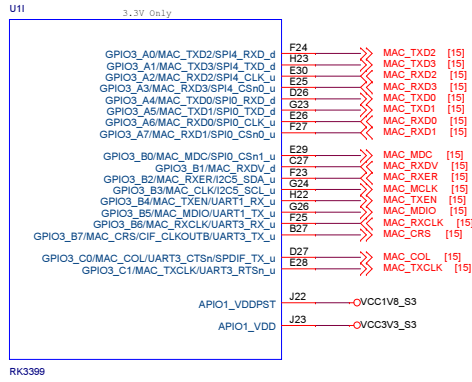 U1I
3.3V Only
GPIO3_A0/MAC_TXD2/SPI4_RXD_d F24 MAC_TXD2 [15]
GPIO3_A1/MAC_TXD3/SPI4_TXD_d H23 MAC_TXD3 [15]
GPIO3_A2/MAC_RXD2/SPI4_CLK_u E30 MAC_RXD2 [15]
GPIO3_A3/MAC_RXD3/SPI4_CSn0_u E25 MAC_RXD3 [15]
GPIO3_A4/MAC_TXD0/SPI0_RXD_d D26 MAC_TXD0 [15]
GPIO3_A5/MAC_TXD1/SPI0_TXD_d G23 MAC_TXD1 [15]
GPIO3_A6/MAC_RXD0/SPI0_CLK_u E26 MAC_RXD0 [15]
GPIO3_A7/MAC_RXD1/SPI0_CSn0_u F27 MAC_RXD1 [15]
GPIO3_B0/MAC_MDC/SPI0_CSn1_u E29 MAC_MDC [15]
GPIO3_B1/MAC_RXDV_d C27 MAC_RXDV [15]
GPIO3_B2/MAC_RXER/I2C5_SDA_u F23 MAC_RXER [15]
GPIO3_B3/MAC_CLK/I2C5_SCL_u G24 MAC_MCLK [15]
GPIO3_B4/MAC_TXEN/UART1_RX_u H22 MAC_TXEN [15]
GPIO3_B5/MAC_MDIO/UART1_TX_u G26 MAC_MDIO [15]
GPIO3_B6/MAC_RXCLK/UART3_RX_u F25 MAC_RXCLK [15]
GPIO3_B7/MAC_CRS/CIF_CLKOUTB/UART3_TX_u B27 MAC_CRS [15]
GPIO3_C0/MAC_COL/UART3_CTSn/SPDIF_TX_u D27 MAC_COL [15]
GPIO3_C1/MAC_TXCLK/UART3_RTSn_u E28 MAC_TXCLK [15]
APIO1_VDDPST J22 VCC1V8_S3
APIO1_VDD J23 VCC3V3_S3
RK3399